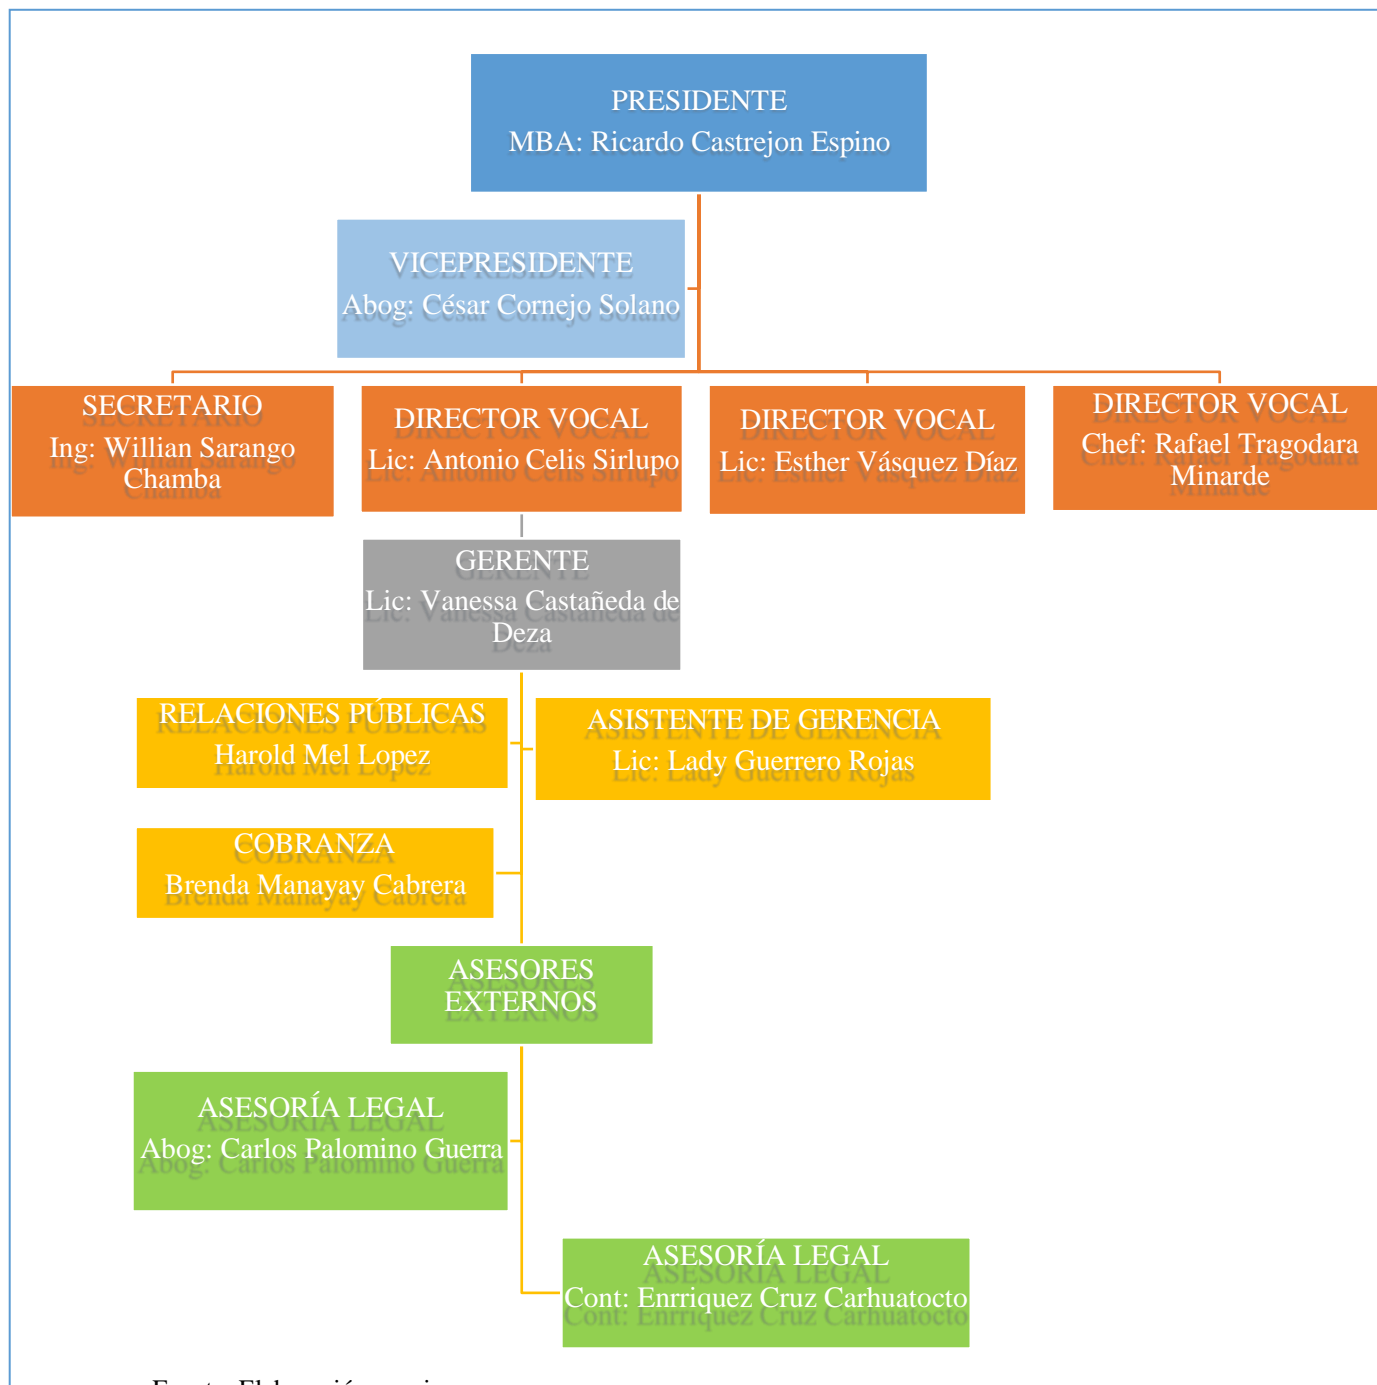 PRESIDENTE
MBA: Ricardo Castrejon Espino
VICEPRESIDENTE
Abog: César Cornejo Solano
SECRETARIO
Ing: Willian Sarango
Chamba
DIRECTOR VOCAL
Lic: Antonio Celis Sirlupo
DIRECTOR VOCAL
Lic: Esther Vásquez Díaz
DIRECTOR VOCAL
Chef: Rafael Tragodara
Minarde
GERENTE
Lic: Vanessa Castañeda de
Deza
RELACIONES PÚBLICAS
Harold Mel Lopez
ASISTENTE DE GERENCIA
Lic: Lady Guerrero Rojas
COBRANZA
Brenda Manayay Cabrera
ASESORES
EXTERNOS
ASESORÍA LEGAL
Abog: Carlos Palomino Guerra
ASESORÍA LEGAL
Cont: Enrriquez Cruz Carhuatocto